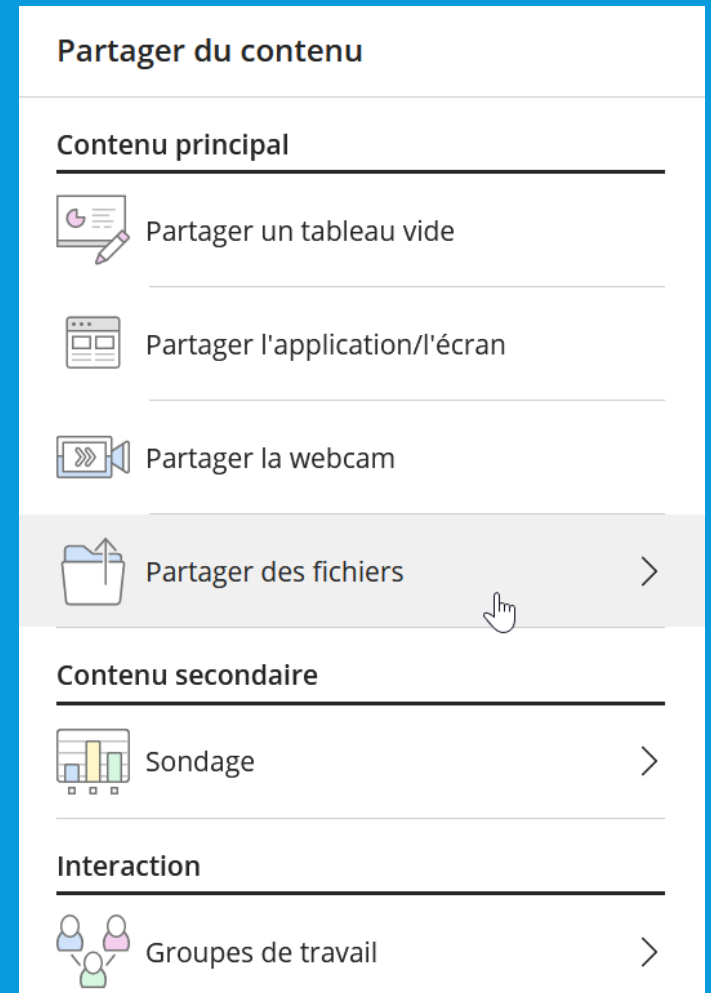 Partager du contenu
Contenu principal
Partager un tableau vide
Partager l'application/l'écran
Partager la webcam
Partager des fichiers
Contenu secondaire
Sondage
Interaction
Groupes de travail